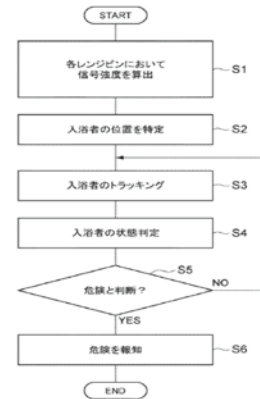 START
各レンジビンにおいて
信号強度を算出
S1
入浴者の位置を特定
S2
入浴者のトラッキング
S3
入浴者の状態判定
S4
S5
危険と判断?
NO
YES
危険を報知
S6
END